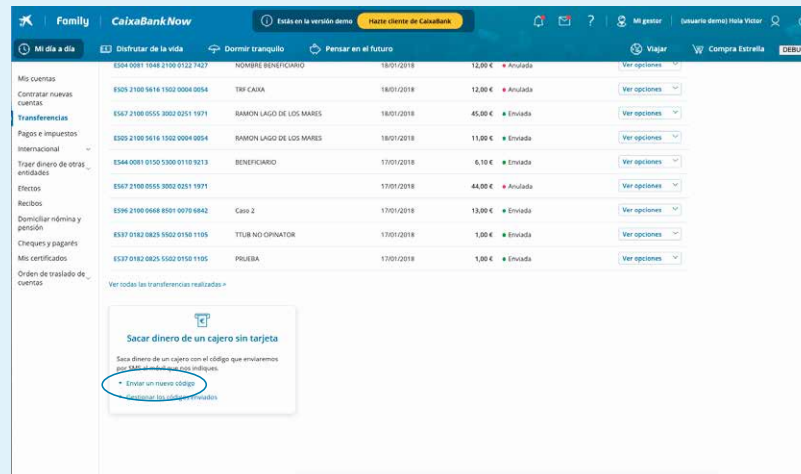 Family CaixaBankNow Estás en la versión demo Hazte cliente de CaixaBank ? Mi gestor (usuario demo) Hola Victor
Mi día a día Disfrutar de la vida Dormir tranquilo Pensar en el futuro Viajar Compra Estrella DEBU
Mis cuentas
Contratar nuevas
cuentas
Transferencias
Pagos e impuestos
Internacional
Traer dinero de otras
entidades
Efectos
Recibos
Domiciliar nómina y
pensión
Cheques y pagarés
Mis certificados
Orden de traslado de
cuentas
ES04 0081 1048 2100 0122 7427 NOMBRE BENEFICIARIO 18/01/2018 12,00 € Anulada Ver opciones
ES05 2100 5616 1502 0004 0054 TRF CAIXA 18/01/2018 12,00 € Anulada Ver opciones
ES67 2100 0555 3002 0251 1971 RAMON LAGO DE LOS MARES 18/01/2018 45,00 € Enviada Ver opciones
ES05 2100 5616 1502 0004 0054 RAMON LAGO DE LOS MARES 18/01/2018 11,00 € Enviada Ver opciones
ES44 0081 0150 5300 0110 9213 BENEFICIARIO 17/01/2018 6,10 € Enviada Ver opciones
ES67 2100 0555 3002 0251 1971 17/01/2018 44,00 € Anulada Ver opciones
ES96 2100 0668 8501 0070 6842 Caso 2 17/01/2018 13,00 € Enviada Ver opciones
ES37 0182 0825 5502 0150 1105 TTUB NO OPINATOR 17/01/2018 1,00 € Enviada Ver opciones
ES37 0182 0825 5502 0150 1105 PRUEBA 17/01/2018 1,00 € Enviada Ver opciones
Ver todas las transferencias realizadas »
Sacar dinero de un cajero sin tarjeta
Saca dinero de un cajero con el código que enviaremos
por SMS al móvil que nos indiques.
Enviar un nuevo código
Gestionar los códigos enviados